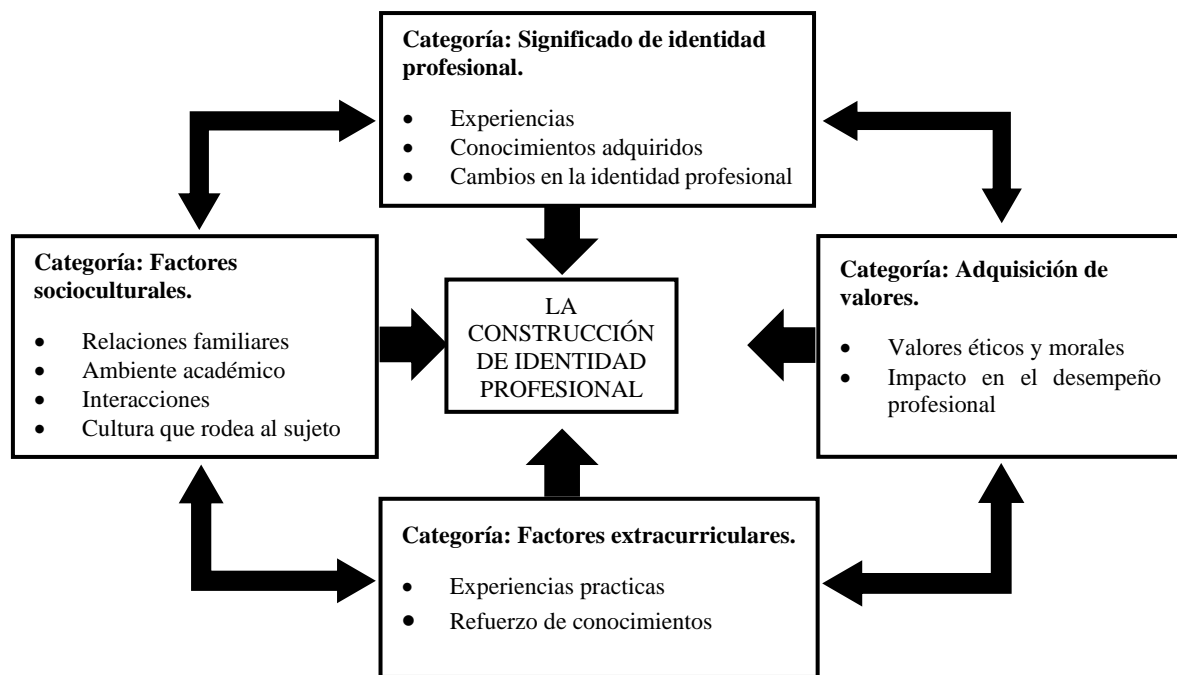 Categoría: Significado de identidad
profesional.
• Experiencias
• Conocimientos adquiridos
• Cambios en la identidad profesional
Categoría: Factores
socioculturales.
• Relaciones familiares
• Ambiente académico
• Interacciones
• Cultura que rodea al sujeto
LA
CONSTRUCCIÓN
DE IDENTIDAD
PROFESIONAL
Categoría: Adquisición de
valores.
• Valores éticos y morales
• Impacto en el desempeño
profesional
Categoría: Factores extracurriculares.
• Experiencias practicas
• Refuerzo de conocimientos